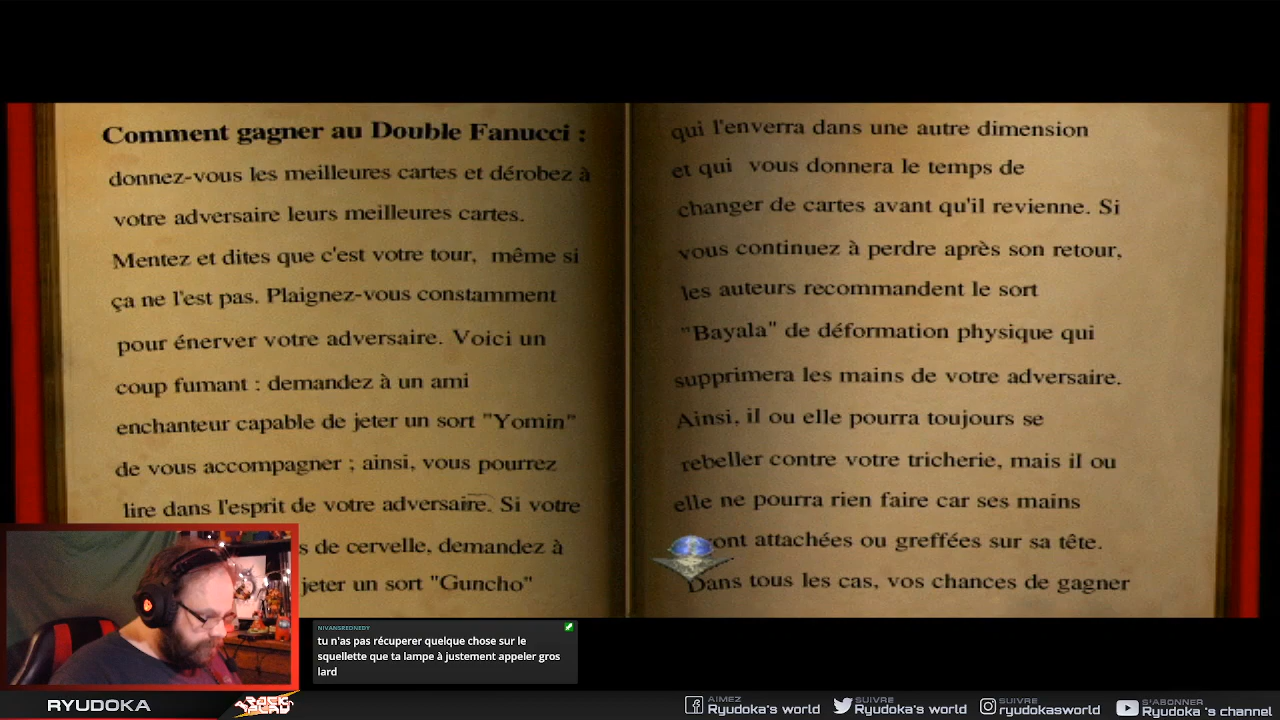 Comment gagner au Double Fanucci :
donnez-vous les meilleures cartes et dérobez à
votre adversaire leurs meilleures cartes.
Mentez et dites que c'est votre tour, même si
ça ne l'est pas. Plaignez-vous constamment
pour énerver votre adversaire. Voici un
coup fumant : demandez à un ami
enchanteur capable de jeter un sort "Yomin"
de vous accompagner ; ainsi, vous pourrez
lire dans l'esprit de votre adversaire. Si votre
s de cervelle, demandez à
jeter un sort "Guncho"
qui l'enverra dans une autre dimension
et qui vous donnera le temps de
changer de cartes avant qu'il revienne. Si
vous continuez à perdre après son retour,
les auteurs recommandent le sort
"Bayala" de déformation physique qui
supprimera les mains de votre adversaire.
Ainsi, il ou elle pourra toujours se
rebeller contre votre tricherie, mais il ou
elle ne pourra rien faire car ses mains
ont attachées ou greffées sur sa tête.
Dans tous les cas, vos chances de gagner
NIVANSREDNEDY
tu n'as pas récuperer quelque chose sur le
squellette que ta lampe à justement appeler gros
lard
RYUDOKA
AIMEZ
Ryudoka's world
SUIVRE
Ryudoka's world
SUIVRE
ryudokasworld
S'ABONNER
Ryudoka 's channel